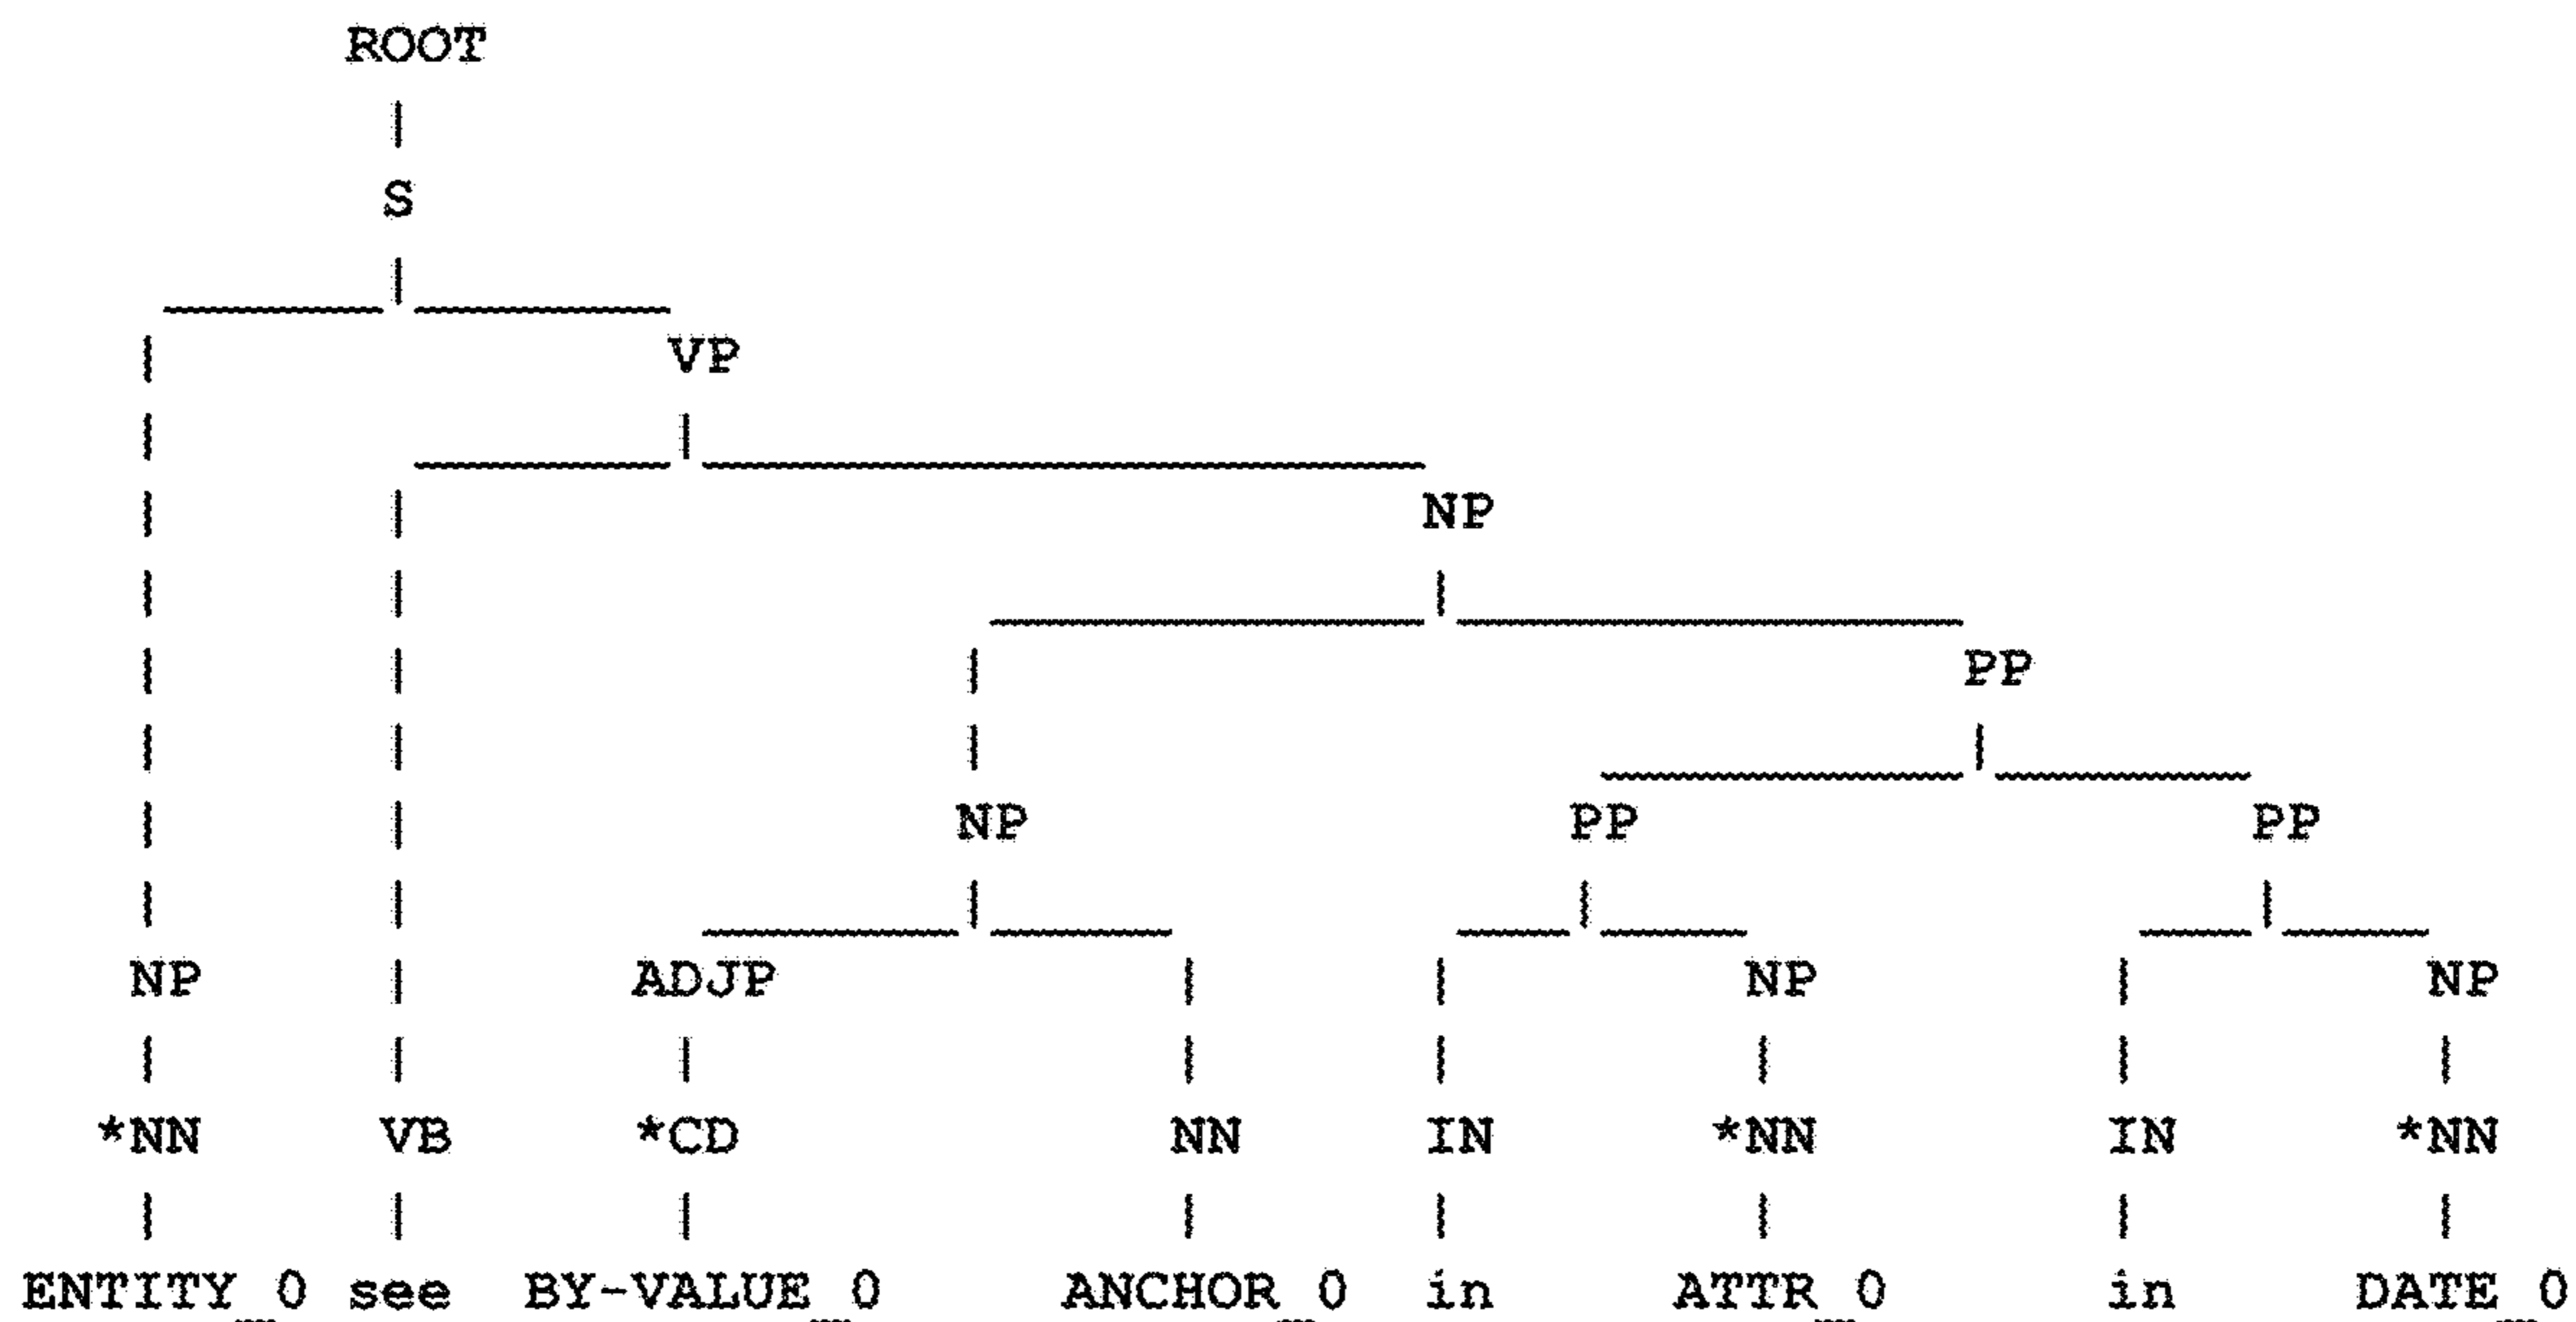 ROOT
S
VP
NP
PP
NP PP PP
NP ADJP NP NP
*NN VB *CD NN IN *NN IN *NN
ENTITY_0 see BY-VALUE_0 ANCHOR_0 in ATTR_0 in DATE_0